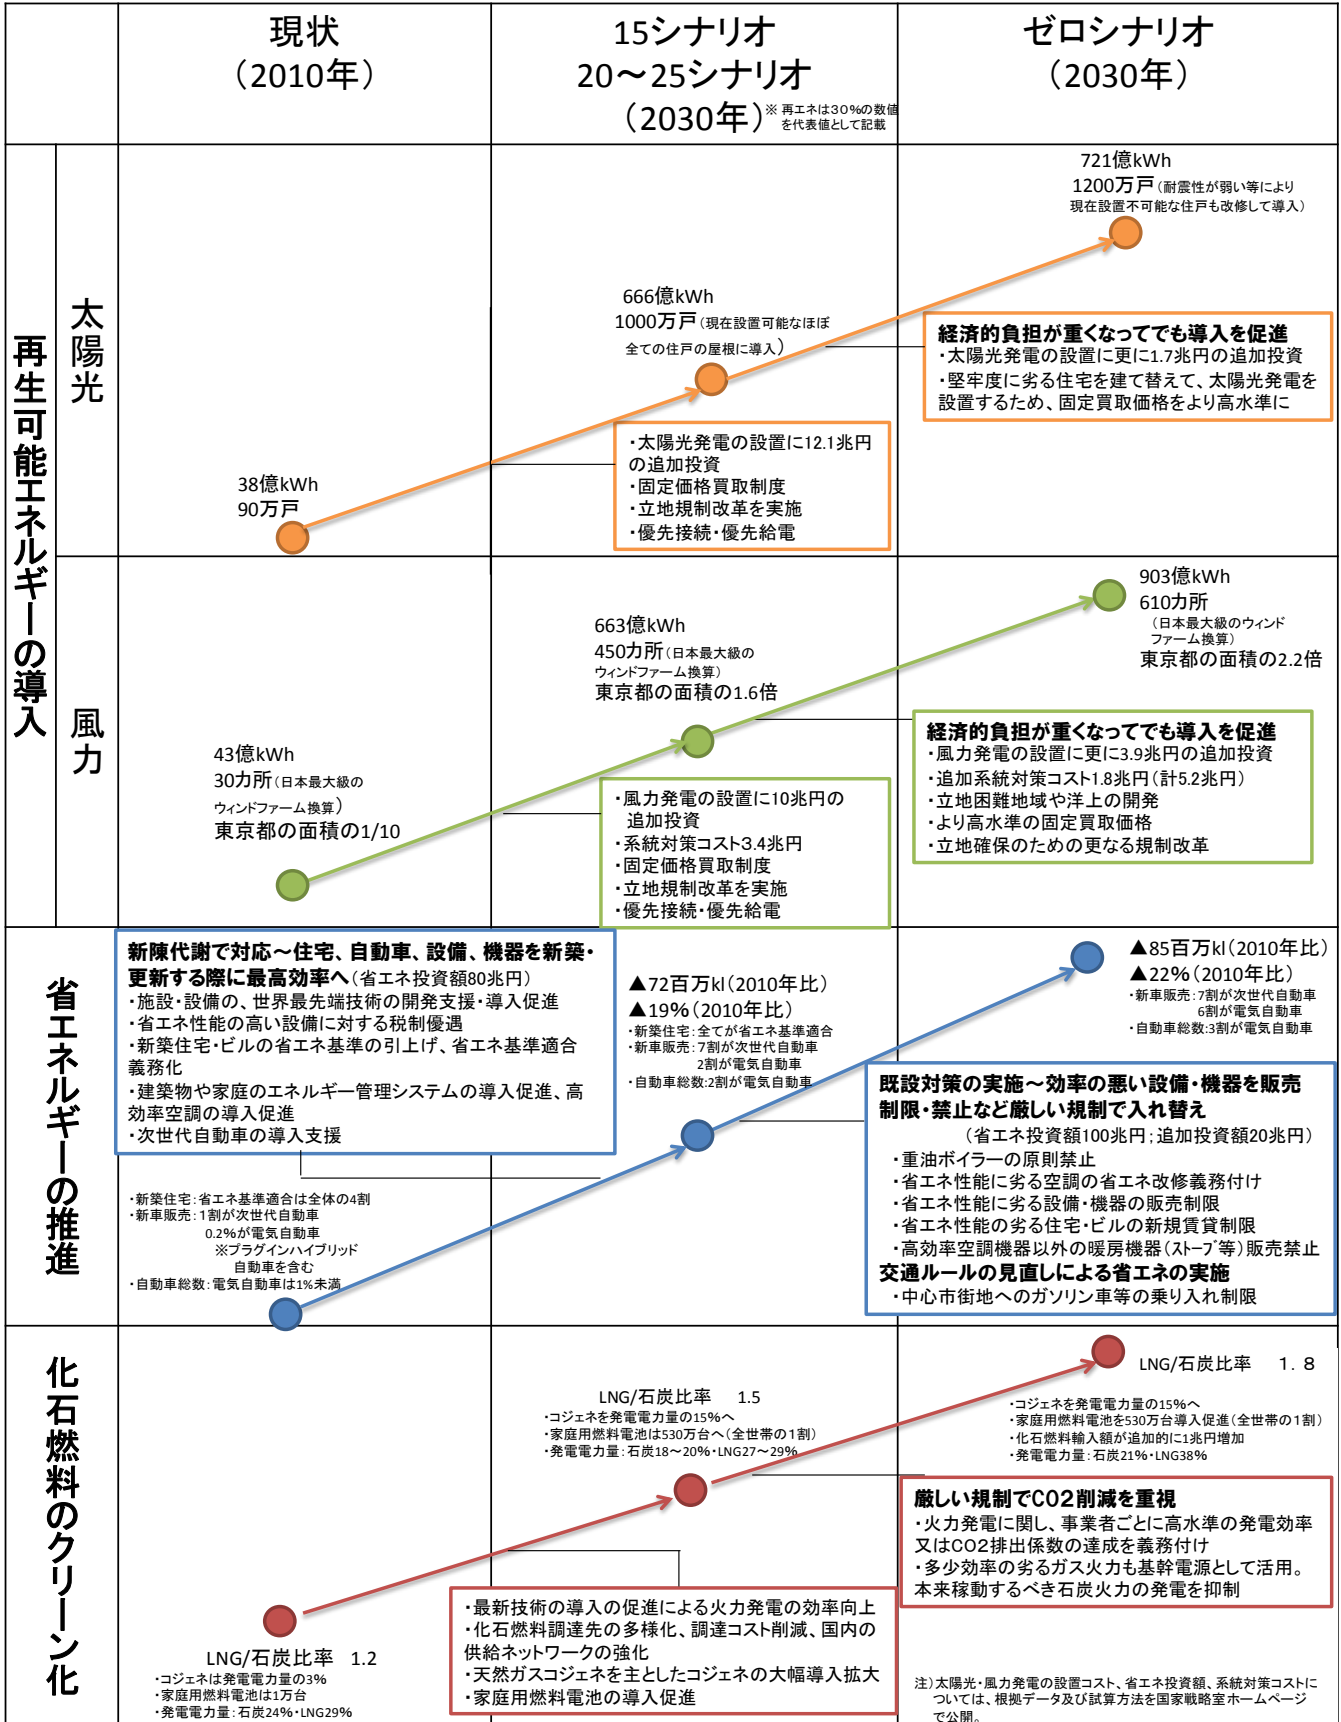 現状
（2010年）
15シナリオ
20～25シナリオ
（2030年）
※ 再エネは30%の数値
を代表値として記載
ゼロシナリオ
（2030年）
再生可能エネルギーの導入
太陽光
38億kWh
90万戸
666億kWh
1000万戸（現在設置可能なほぼ
全ての住戸の屋根に導入）
・太陽光発電の設置に12.1兆円
の追加投資
・固定価格買取制度
・立地規制改革を実施
・優先接続・優先給電
721億kWh
1200万戸（耐震性が弱い等により
現在設置不可能な住戸も改修して導入）
経済的負担が重くなってでも導入を促進
・太陽光発電の設置に更に1.7兆円の追加投資
・堅牢度に劣る住宅を建て替えて、太陽光発電を
設置するため、固定買取価格をより高水準に
風力
43億kWh
30カ所（日本最大級の
ウィンドファーム換算）
東京都の面積の1/10
663億kWh
450カ所（日本最大級の
ウィンドファーム換算）
東京都の面積の1.6倍
・風力発電の設置に10兆円の
追加投資
・系統対策コスト3.4兆円
・固定価格買取制度
・立地規制改革を実施
・優先接続・優先給電
903億kWh
610カ所
（日本最大級のウィンド
ファーム換算）
東京都の面積の2.2倍
経済的負担が重くなってでも導入を促進
・風力発電の設置に更に3.9兆円の追加投資
・追加系統対策コスト1.8兆円（計5.2兆円）
・立地困難地域や洋上の開発
・より高水準の固定買取価格
・立地確保のための更なる規制改革
省エネルギーの推進
新陳代謝で対応～住宅、自動車、設備、機器を新築・
更新する際に最高効率へ（省エネ投資額80兆円）
・施設・設備の、世界最先端技術の開発支援・導入促進
・省エネ性能の高い設備に対する税制優遇
・新築住宅・ビルの省エネ基準の引上げ、省エネ基準適合
義務化
・建築物や家庭のエネルギー管理システムの導入促進、高
効率空調の導入促進
・次世代自動車の導入支援
・新築住宅：省エネ基準適合は全体の4割
・新車販売：1割が次世代自動車
0.2%が電気自動車
※プラグインハイブリッド
自動車を含む
・自動車総数：電気自動車は1%未満
▲72百万kl（2010年比）
▲19%（2010年比）
・新築住宅：全てが省エネ基準適合
・新車販売：7割が次世代自動車
2割が電気自動車
・自動車総数：2割が電気自動車
▲85百万kl（2010年比）
▲22%（2010年比）
・新車販売：7割が次世代自動車
6割が電気自動車
・自動車総数：3割が電気自動車
既設対策の実施～効率の悪い設備・機器を販売
制限・禁止など厳しい規制で入れ替え
（省エネ投資額100兆円；追加投資額20兆円）
・重油ボイラーの原則禁止
・省エネ性能に劣る空調の省エネ改修義務付け
・省エネ性能に劣る設備・機器の販売制限
・省エネ性能の劣る住宅・ビルの新規賃貸制限
・高効率空調機器以外の暖房機器（ｽﾄｰﾌﾞ等）販売禁止
交通ルールの見直しによる省エネの実施
・中心市街地へのガソリン車等の乗り入れ制限
化石燃料のクリーン化
LNG/石炭比率 1.2
・コジェネは発電電力量の3%
・家庭用燃料電池は1万台
・発電電力量：石炭24%・LNG29%
LNG/石炭比率 1.5
・コジェネを発電電力量の15%へ
・家庭用燃料電池は530万台へ（全世帯の1割）
・発電電力量：石炭18～20%・LNG27～29%
・最新技術の導入の促進による火力発電の効率向上
・化石燃料調達先の多様化、調達コスト削減、国内の
供給ネットワークの強化
・天然ガスコジェネを主としたコジェネの大幅導入拡大
・家庭用燃料電池の導入促進
LNG/石炭比率 １．８
・コジェネを発電電力量の15%へ
・家庭用燃料電池を530万台導入促進（全世帯の１割）
・化石燃料輸入額が追加的に1兆円増加
・発電電力量：石炭21%・LNG38%
厳しい規制でCO2削減を重視
・火力発電に関し、事業者ごとに高水準の発電効率
又はCO2排出係数の達成を義務付け
・多少効率の劣るガス火力も基幹電源として活用。
本来稼動するべき石炭火力の発電を抑制
注）太陽光・風力発電の設置コスト、省エネ投資額、系統対策コストに
ついては、根拠データ及び試算方法を国家戦略室ホームページ
で公開。